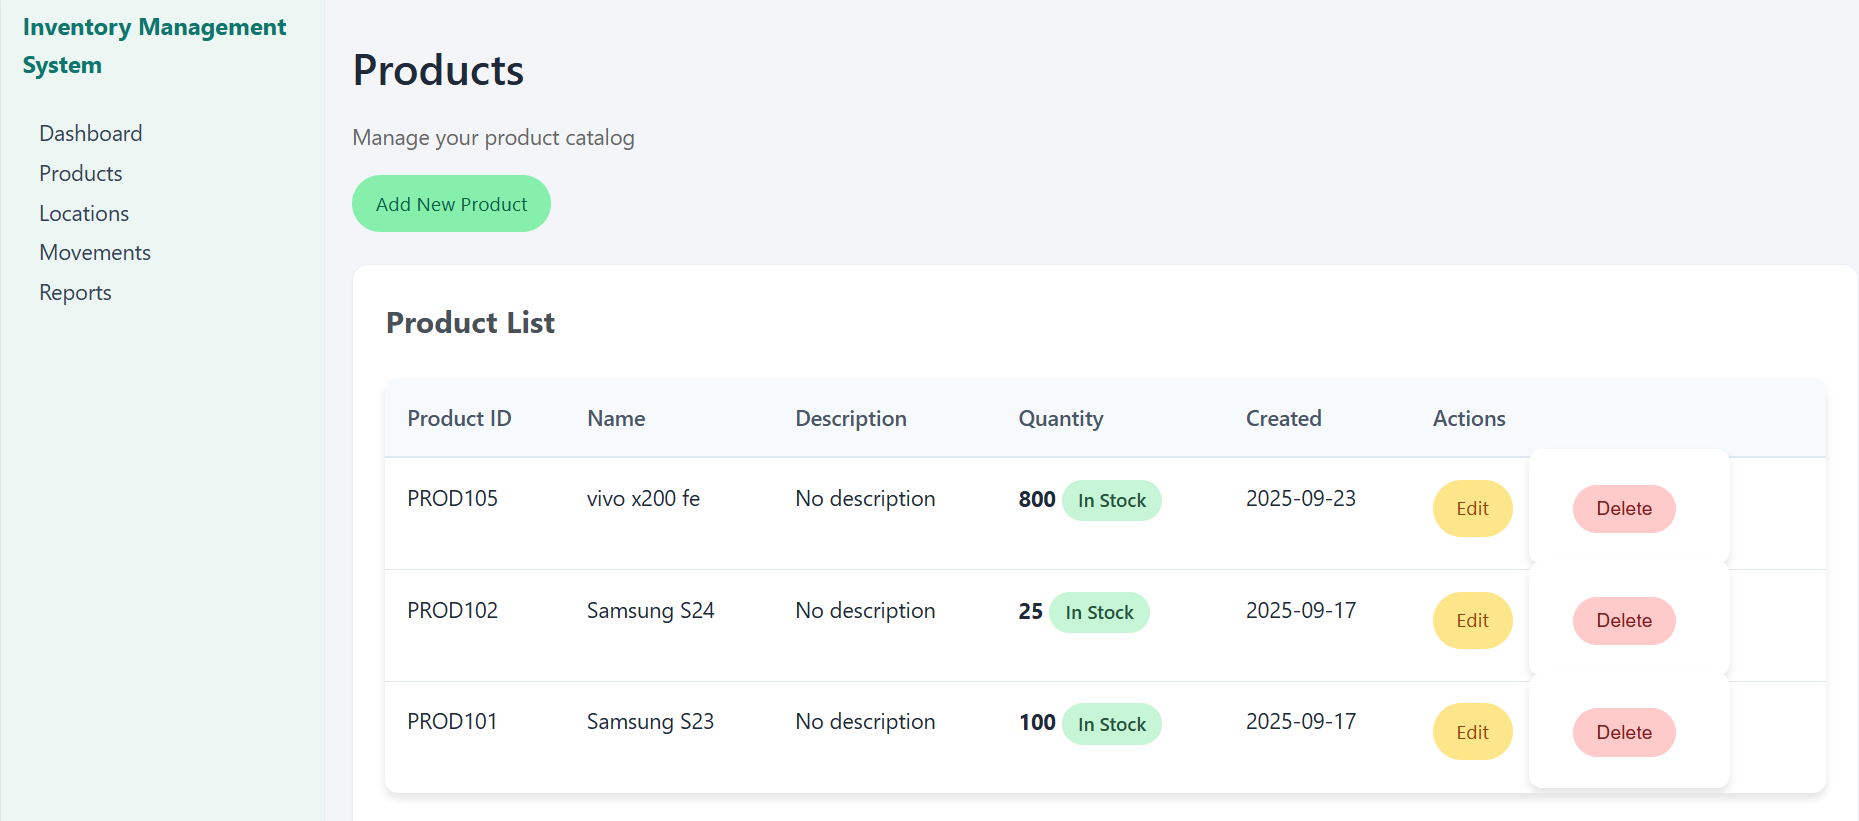 Inventory Management
System
Dashboard
Products
Locations
Movements
Reports
Products
Manage your product catalog
Add New Product
Product List
Product ID Name Description Quantity Created Actions
PROD105 vivo x200 fe No description 800 In Stock 2025-09-23 Edit Delete
PROD102 Samsung S24 No description 25 In Stock 2025-09-17 Edit Delete
PROD101 Samsung S23 No description 100 In Stock 2025-09-17 Edit Delete